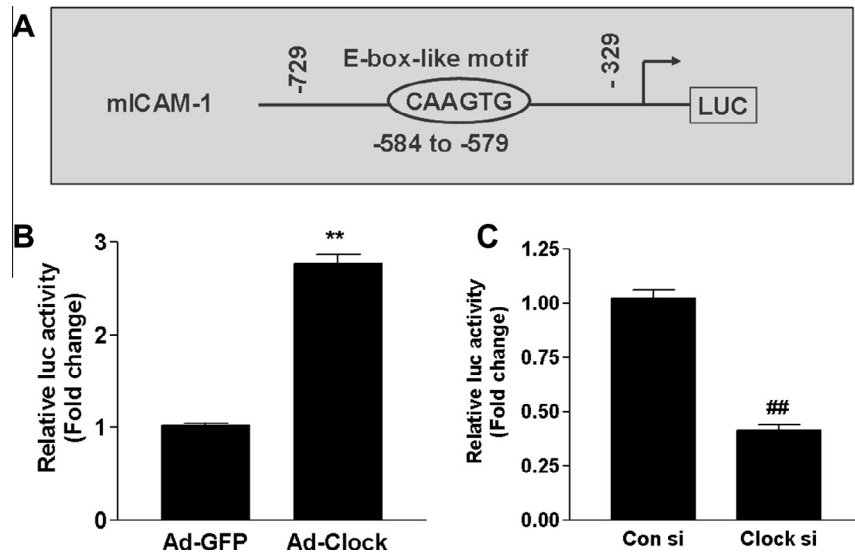 A
-729
E-box-like motif
- 329
mICAM-1
CAAGTG
LUC
-584 to -579
B
Relative luc activity
(Fold change)
3
2
1
0
**
Ad-GFP
Ad-Clock
C
Relative luc activity
(Fold change)
1.25
1.00
0.75
0.50
0.25
0.00
##
Con si
Clock si